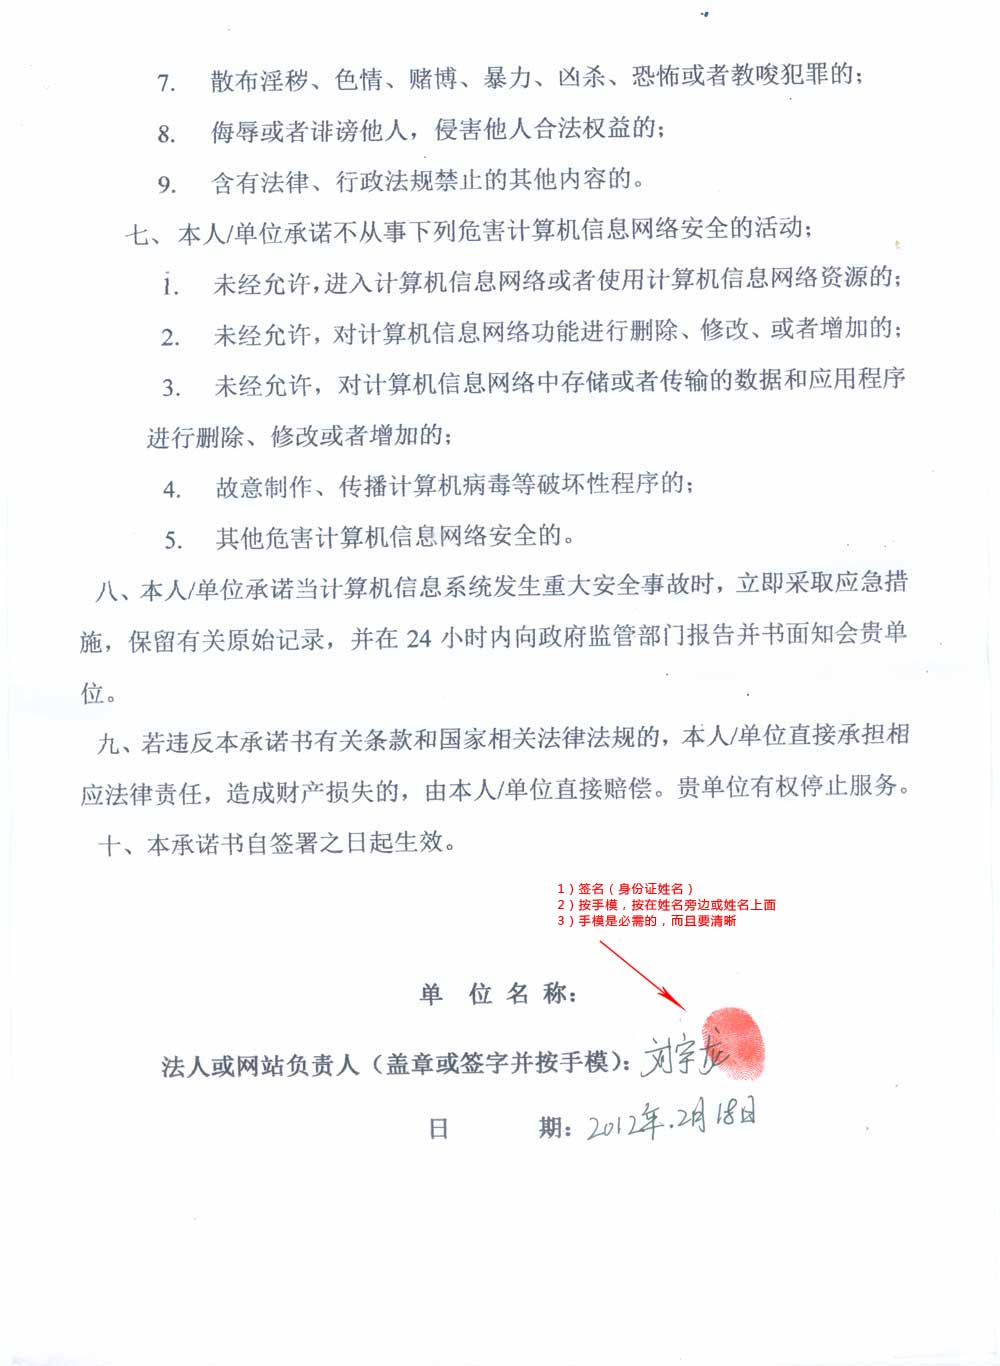 7. 散布淫秽、色情、赌博、暴力、凶杀、恐怖或者教唆犯罪的；
8. 侮辱或者诽谤他人，侵害他人合法权益的；
9. 含有法律、行政法规禁止的其他内容的。
七、本人/单位承诺不从事下列危害计算机信息网络安全的活动；
1. 未经允许，进入计算机信息网络或者使用计算机信息网络资源的；
2. 未经允许，对计算机信息网络功能进行删除、修改、或者增加的；
3. 未经允许，对计算机信息网络中存储或者传输的数据和应用程序
进行删除、修改或者增加的；
4. 故意制作、传播计算机病毒等破坏性程序的；
5. 其他危害计算机信息网络安全的。
八、本人/单位承诺当计算机信息系统发生重大安全事故时，立即采取应急措
施，保留有关原始记录，并在 24 小时内向政府监管部门报告并书面知会贵单
位。
九、若违反本承诺书有关条款和国家相关法律法规的，本人/单位直接承担相
应法律责任，造成财产损失的，由本人/单位直接赔偿。贵单位有权停止服务。
十、本承诺书自签署之日起生效。
1）签名（身份证姓名）
2）按手模，按在姓名旁边或姓名上面
3）手模是必需的，而且要清晰
单 位 名 称：
法人或网站负责人（盖章或签字并按手模）：刘宇龙
日 期：2012年.2月18日